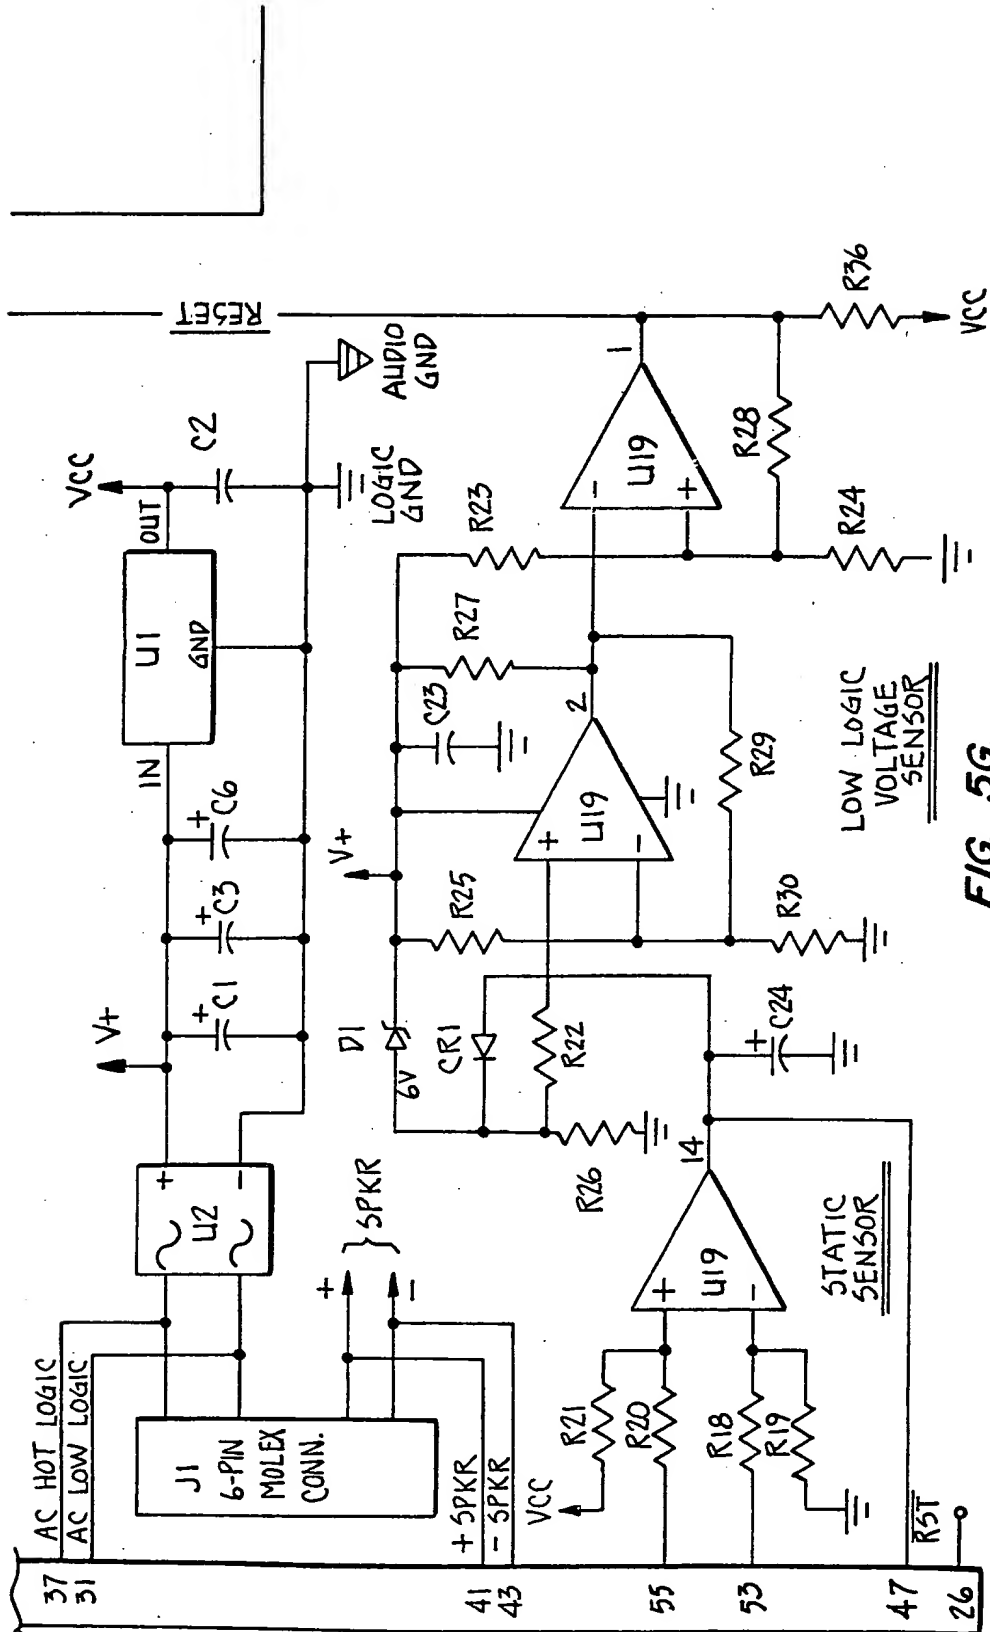 37
31
AC HOT LOGIC
AC LOW LOGIC
J1
6-PIN
MOLEX
CONN.
U2
+
-
V+
C1
+
C3
+
C6
+
IN
U1
GND
OUT
VCC
C2
LOGIC
GND
AUDIO
GND
RESET
41
43
+ SPKR
- SPKR
+
-
SPKR
D1
6V
CR1
R22
R26
V+
R25
C23
R27
R23
+
-
U19
2
R29
R30
-
+
U19
1
R28
R24
R36
VCC
LOW LOGIC
VOLTAGE
SENSOR
55
53
47
26
VCC
R21
R20
R18
R19
+
-
U19
14
+
C24
STATIC
SENSOR
RST
FIG. 5G